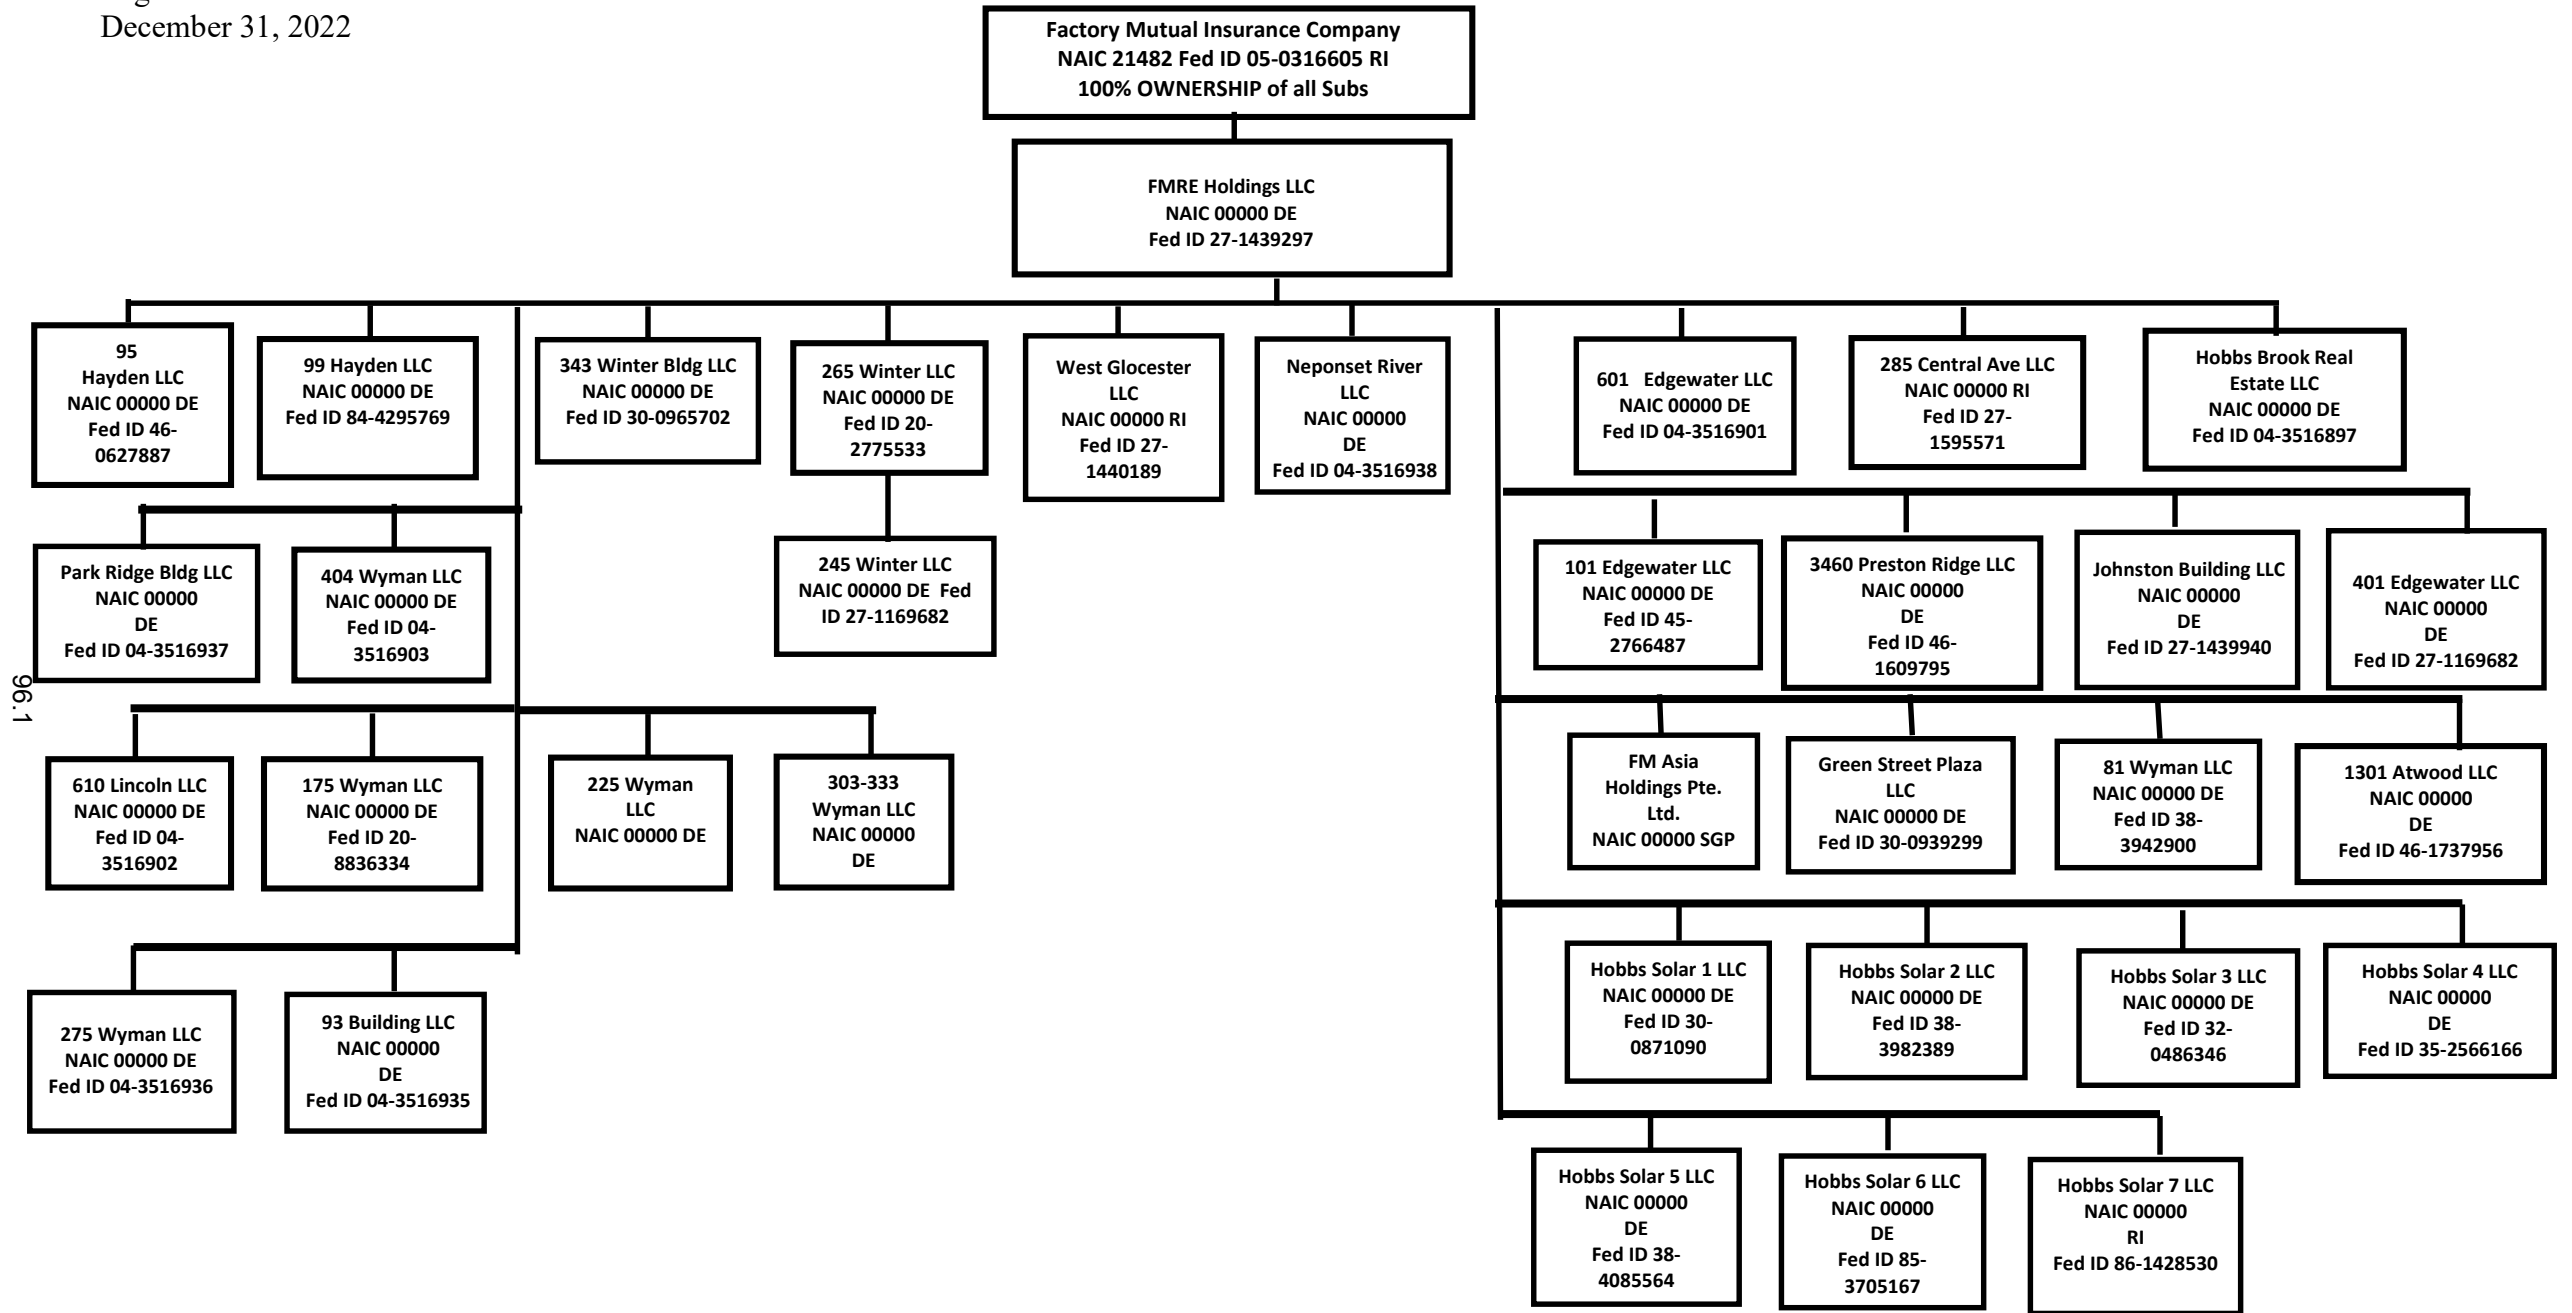 December 31, 2022
Factory Mutual Insurance Company
NAIC 21482 Fed ID 05-0316605 RI
100% OWNERSHIP of all Subs
FMRE Holdings LLC
NAIC 00000 DE
Fed ID 27-1439297
95
Hayden LLC
NAIC 00000 DE
Fed ID 46-
0627887
99 Hayden LLC
NAIC 00000 DE
Fed ID 84-4295769
343 Winter Bldg LLC
NAIC 00000 DE
Fed ID 30-0965702
265 Winter LLC
NAIC 00000 DE
Fed ID 20-
2775533
West Glocester
LLC
NAIC 00000 RI
Fed ID 27-
1440189
Neponset River
LLC
NAIC 00000
DE
Fed ID 04-3516938
601 Edgewater LLC
NAIC 00000 DE
Fed ID 04-3516901
285 Central Ave LLC
NAIC 00000 RI
Fed ID 27-
1595571
Hobbs Brook Real
Estate LLC
NAIC 00000 DE
Fed ID 04-3516897
Park Ridge Bldg LLC
NAIC 00000
DE
Fed ID 04-3516937
404 Wyman LLC
NAIC 00000 DE
Fed ID 04-
3516903
245 Winter LLC
NAIC 00000 DE Fed
ID 27-1169682
101 Edgewater LLC
NAIC 00000 DE
Fed ID 45-
2766487
3460 Preston Ridge LLC
NAIC 00000
DE
Fed ID 46-
1609795
Johnston Building LLC
NAIC 00000
DE
Fed ID 27-1439940
401 Edgewater LLC
NAIC 00000
DE
Fed ID 27-1169682
96.1
610 Lincoln LLC
NAIC 00000 DE
Fed ID 04-
3516902
175 Wyman LLC
NAIC 00000 DE
Fed ID 20-
8836334
225 Wyman
LLC
NAIC 00000 DE
303-333
Wyman LLC
NAIC 00000
DE
FM Asia
Holdings Pte.
Ltd.
NAIC 00000 SGP
Green Street Plaza
LLC
NAIC 00000 DE
Fed ID 30-0939299
81 Wyman LLC
NAIC 00000 DE
Fed ID 38-
3942900
1301 Atwood LLC
NAIC 00000
DE
Fed ID 46-1737956
275 Wyman LLC
NAIC 00000 DE
Fed ID 04-3516936
93 Building LLC
NAIC 00000
DE
Fed ID 04-3516935
Hobbs Solar 1 LLC
NAIC 00000 DE
Fed ID 30-
0871090
Hobbs Solar 2 LLC
NAIC 00000 DE
Fed ID 38-
3982389
Hobbs Solar 3 LLC
NAIC 00000 DE
Fed ID 32-
0486346
Hobbs Solar 4 LLC
NAIC 00000
DE
Fed ID 35-2566166
Hobbs Solar 5 LLC
NAIC 00000
DE
Fed ID 38-
4085564
Hobbs Solar 6 LLC
NAIC 00000
DE
Fed ID 85-
3705167
Hobbs Solar 7 LLC
NAIC 00000
RI
Fed ID 86-1428530